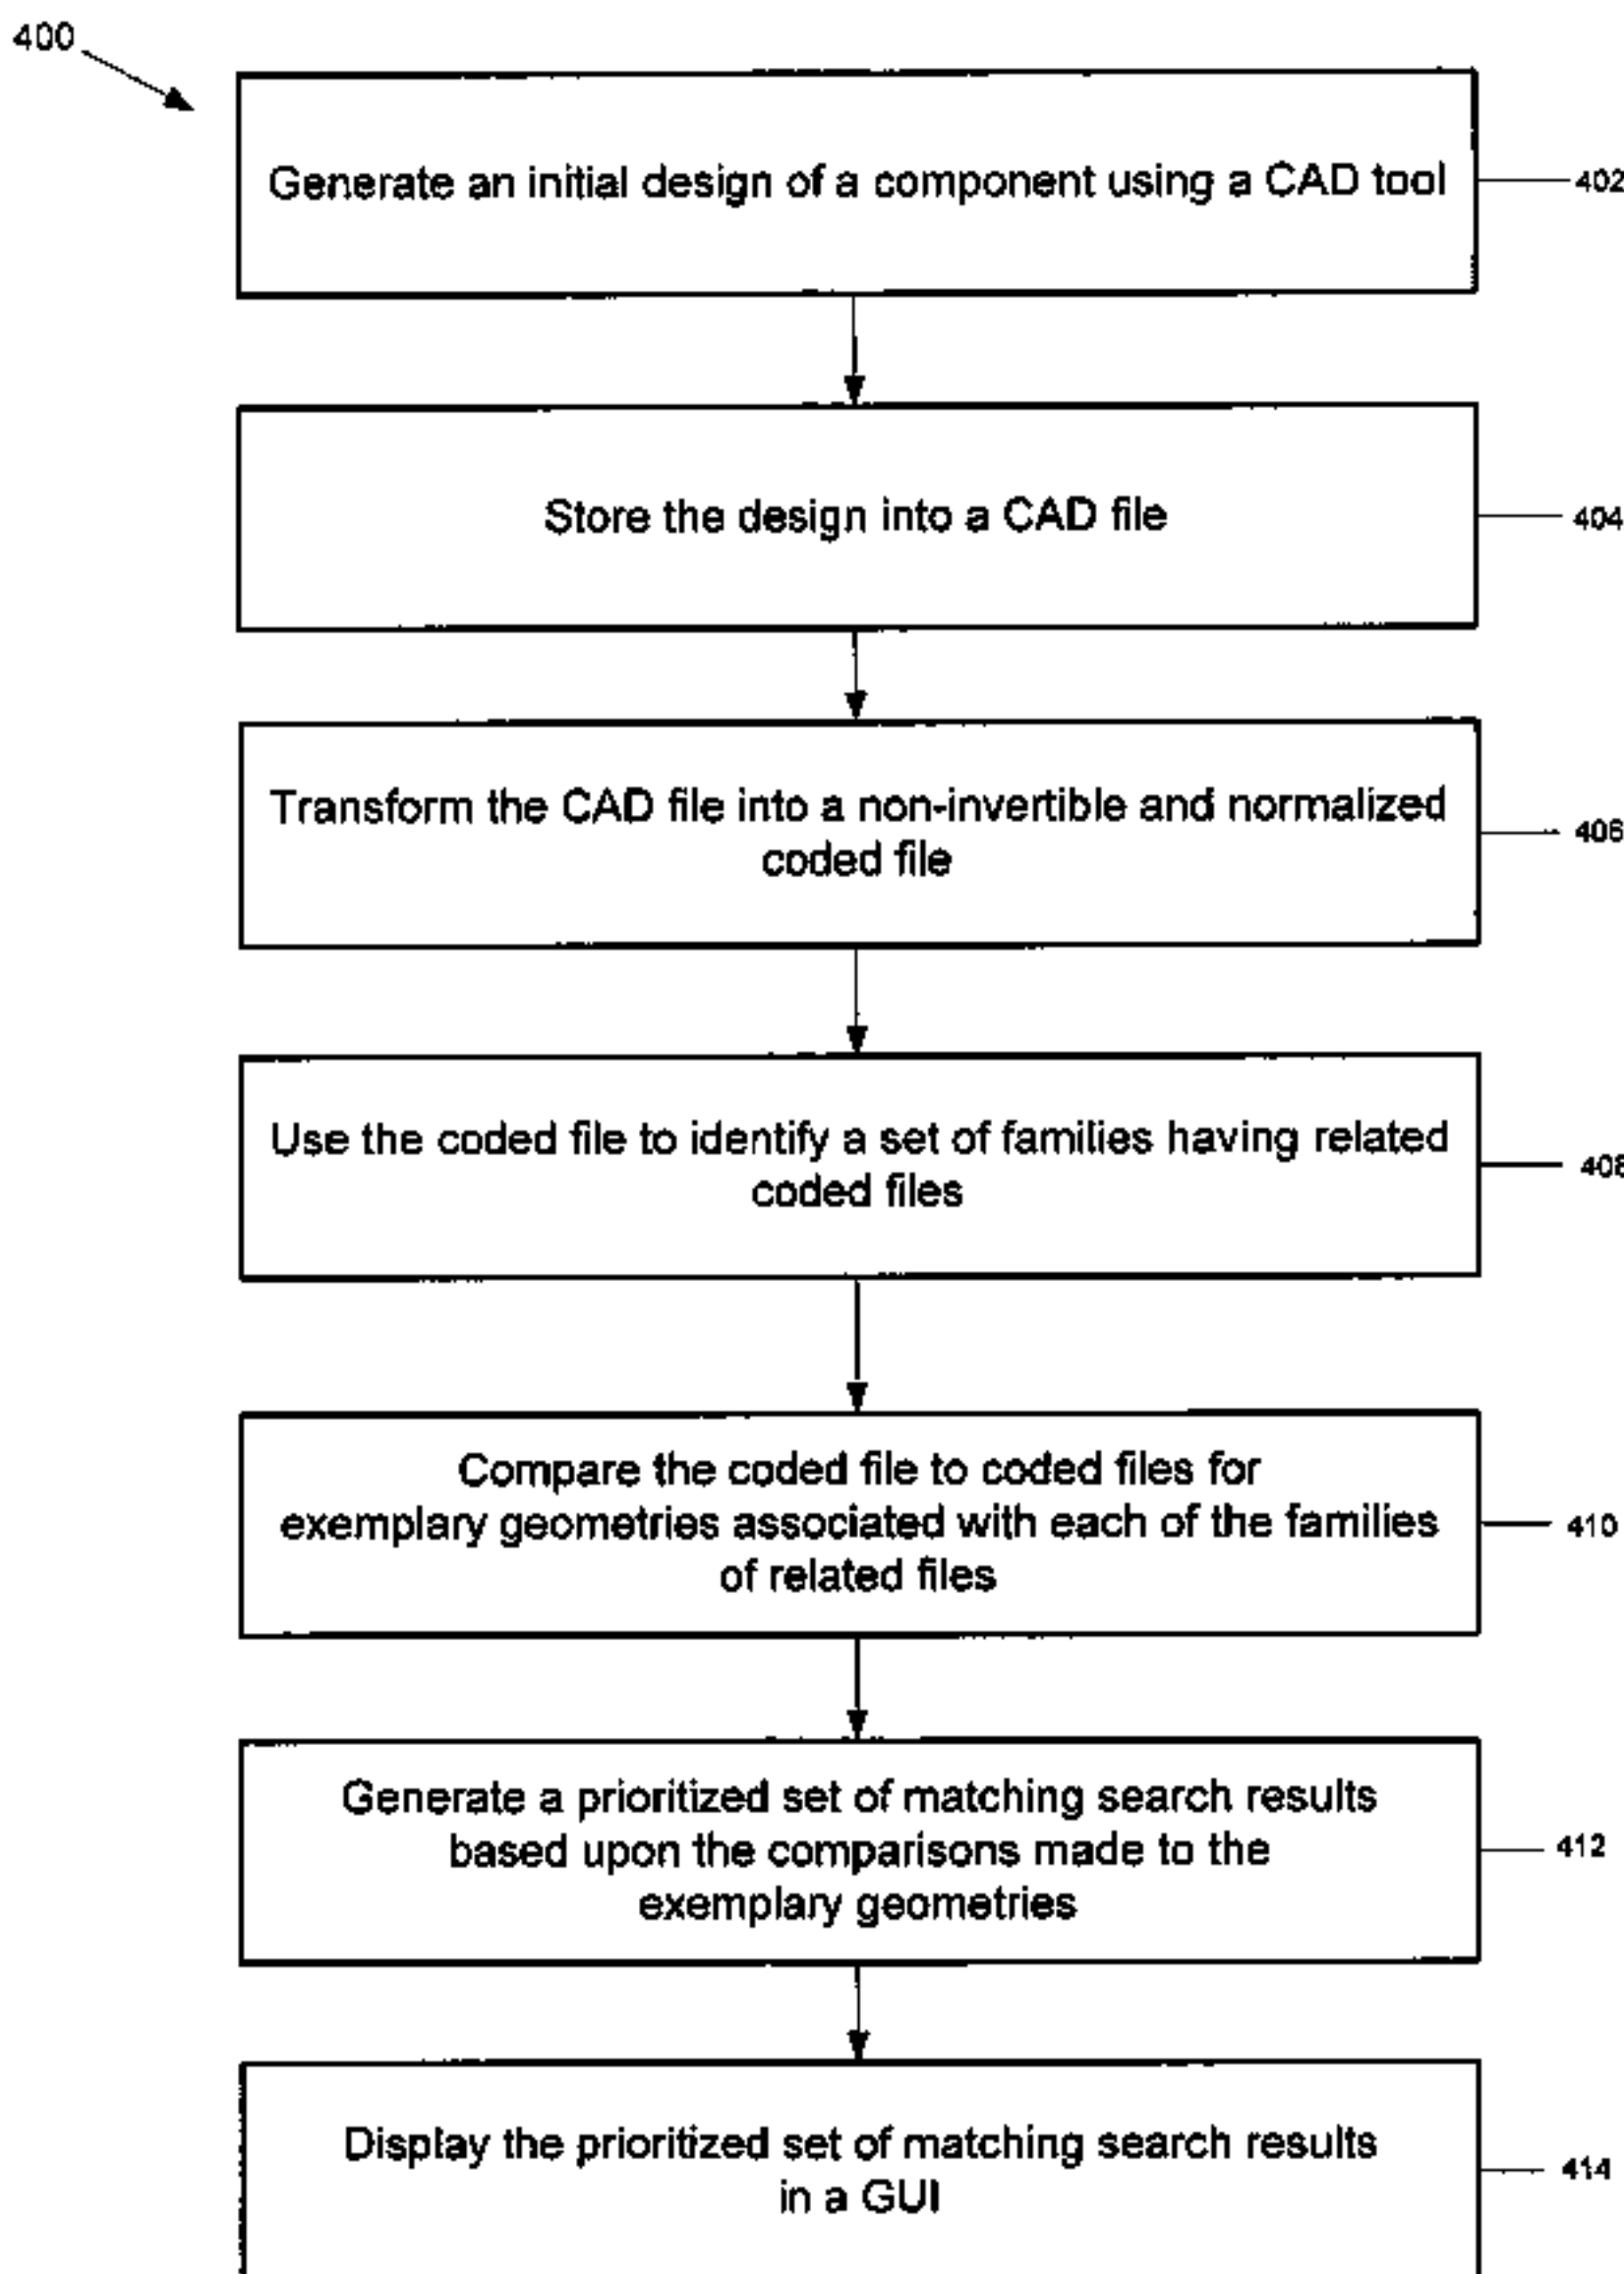 400
Generate an initial design of a component using a CAD tool
402
Store the design into a CAD file
404
Transform the CAD file into a non-invertible and normalized
coded file
406
Use the coded file to identify a set of families having related
coded files
408
Compare the coded file to coded files for
exemplary geometries associated with each of the families
of related files
410
Generate a prioritized set of matching search results
based upon the comparisons made to the
exemplary geometries
412
Display the prioritized set of matching search results
in a GUI
414